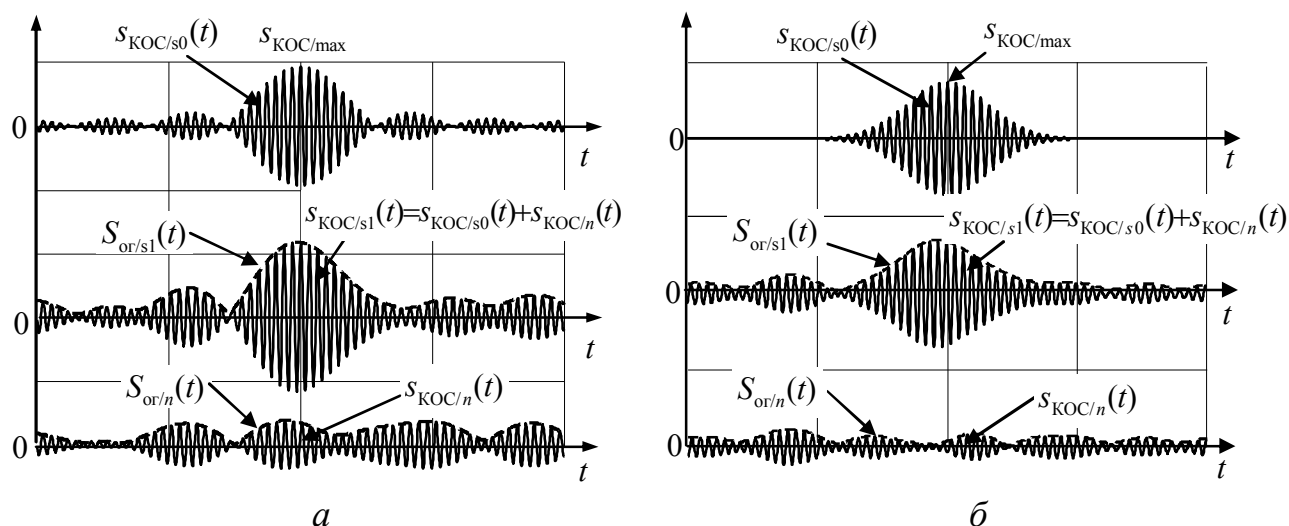 s_КОС/s0(t) s_КОС/max
0
t
S_ог/s1(t) s_КОС/s1(t)=s_КОС/s0(t)+s_КОС/n(t)
0
t
S_ог/n(t) s_КОС/n(t)
0
t
а
s_КОС/s0(t) s_КОС/max
0
t
S_ог/s1(t) s_КОС/s1(t)=s_КОС/s0(t)+s_КОС/n(t)
0
t
S_ог/n(t) s_КОС/n(t)
0
t
б